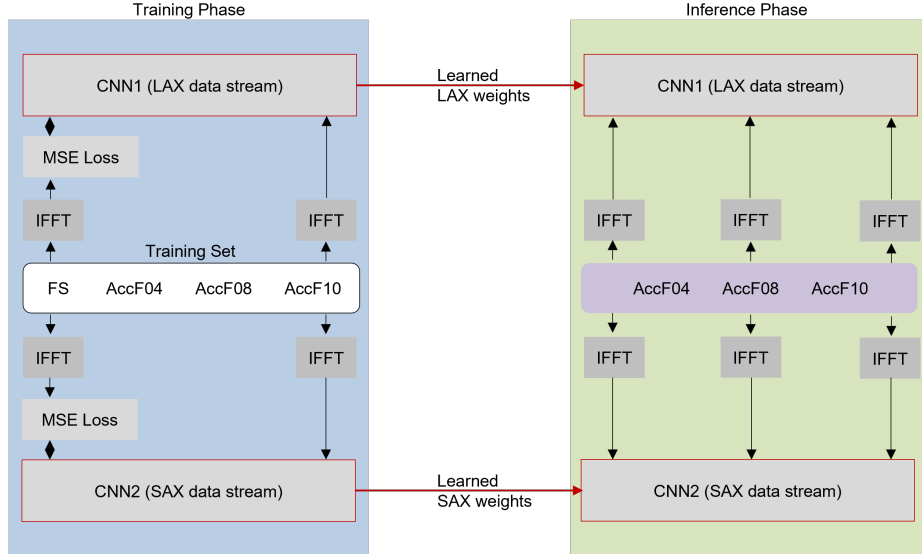 Training Phase
Inference Phase
CNN1 (LAX data stream)
Learned
LAX weights
CNN1 (LAX data stream)
MSE Loss
IFFT
IFFT
IFFT
IFFT
IFFT
Training Set
FS AccF04 AccF08 AccF10
AccF04 AccF08 AccF10
IFFT
IFFT
IFFT
IFFT
IFFT
MSE Loss
CNN2 (SAX data stream)
Learned
SAX weights
CNN2 (SAX data stream)